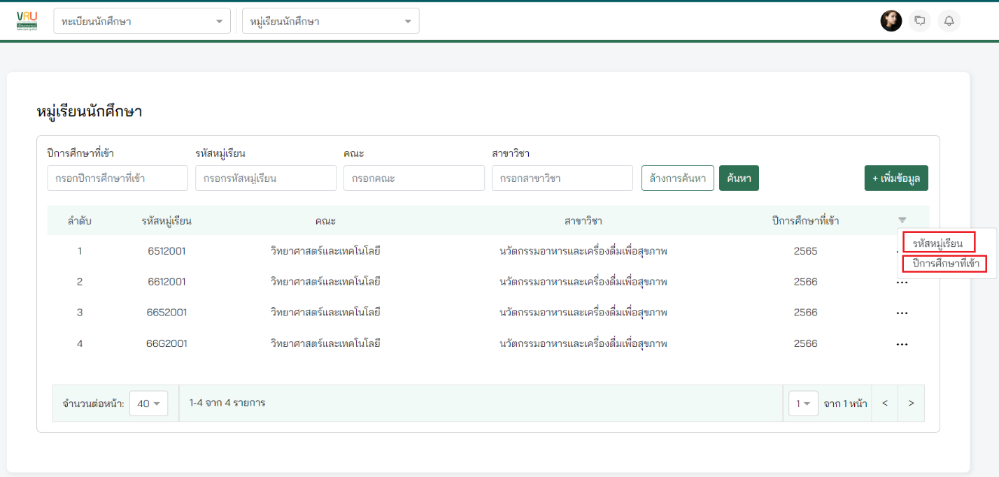 VRU
ทะเบียนนักศึกษา
หมู่เรียนนักศึกษา
หมู่เรียนนักศึกษา
ปีการศึกษาที่เข้า รหัสหมู่เรียน คณะ สาขาวิชา
กรอกปีการศึกษาที่เข้า กรอกรหัสหมู่เรียน กรอกคณะ กรอกสาขาวิชา ล้างการค้นหา ค้นหา + เพิ่มข้อมูล
ลำดับ รหัสหมู่เรียน คณะ สาขาวิชา ปีการศึกษาที่เข้า
รหัสหมู่เรียน
ปีการศึกษาที่เข้า
1 6512001 วิทยาศาสตร์และเทคโนโลยี นวัตกรรมอาหารและเครื่องดื่มเพื่อสุขภาพ 2565
2 6612001 วิทยาศาสตร์และเทคโนโลยี นวัตกรรมอาหารและเครื่องดื่มเพื่อสุขภาพ 2566 ...
3 6652001 วิทยาศาสตร์และเทคโนโลยี นวัตกรรมอาหารและเครื่องดื่มเพื่อสุขภาพ 2566 ...
4 66G2001 วิทยาศาสตร์และเทคโนโลยี นวัตกรรมอาหารและเครื่องดื่มเพื่อสุขภาพ 2566 ...
จำนวนต่อหน้า: 40 1-4 จาก 4 รายการ 1 จาก 1 หน้า < >